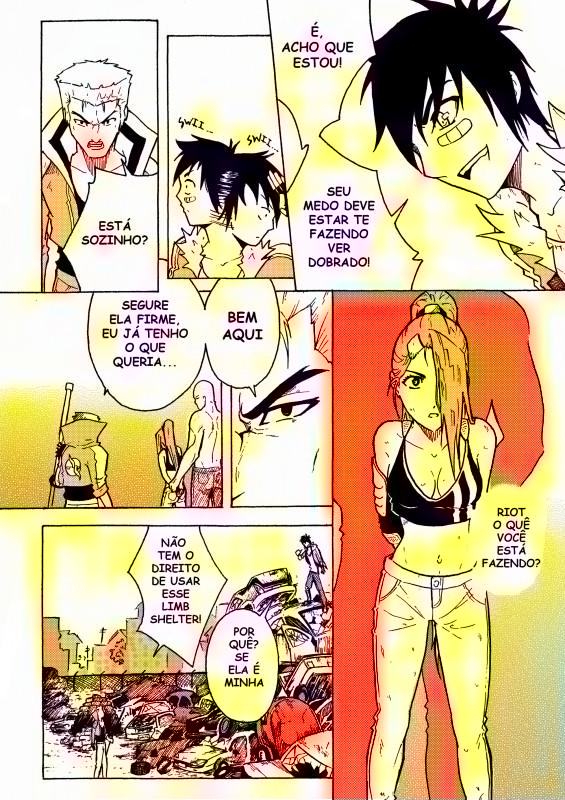 É,
ACHO QUE
ESTOU!
SWII...
SWII...
ESTÁ
SOZINHO?
SEU
MEDO DEVE
ESTAR TE
FAZENDO
VER
DOBRADO!
SEGURE
ELA FIRME,
EU JÁ TENHO
O QUE
QUERIA...
BEM
AQUI
RIOT
O QUÊ
VOCÊ
ESTÁ
FAZENDO?
NÃO
TEM O
DIREITO
DE USAR
ESSE
LIMB
SHELTER!
POR
QUÊ?
SE
ELA É
MINHA